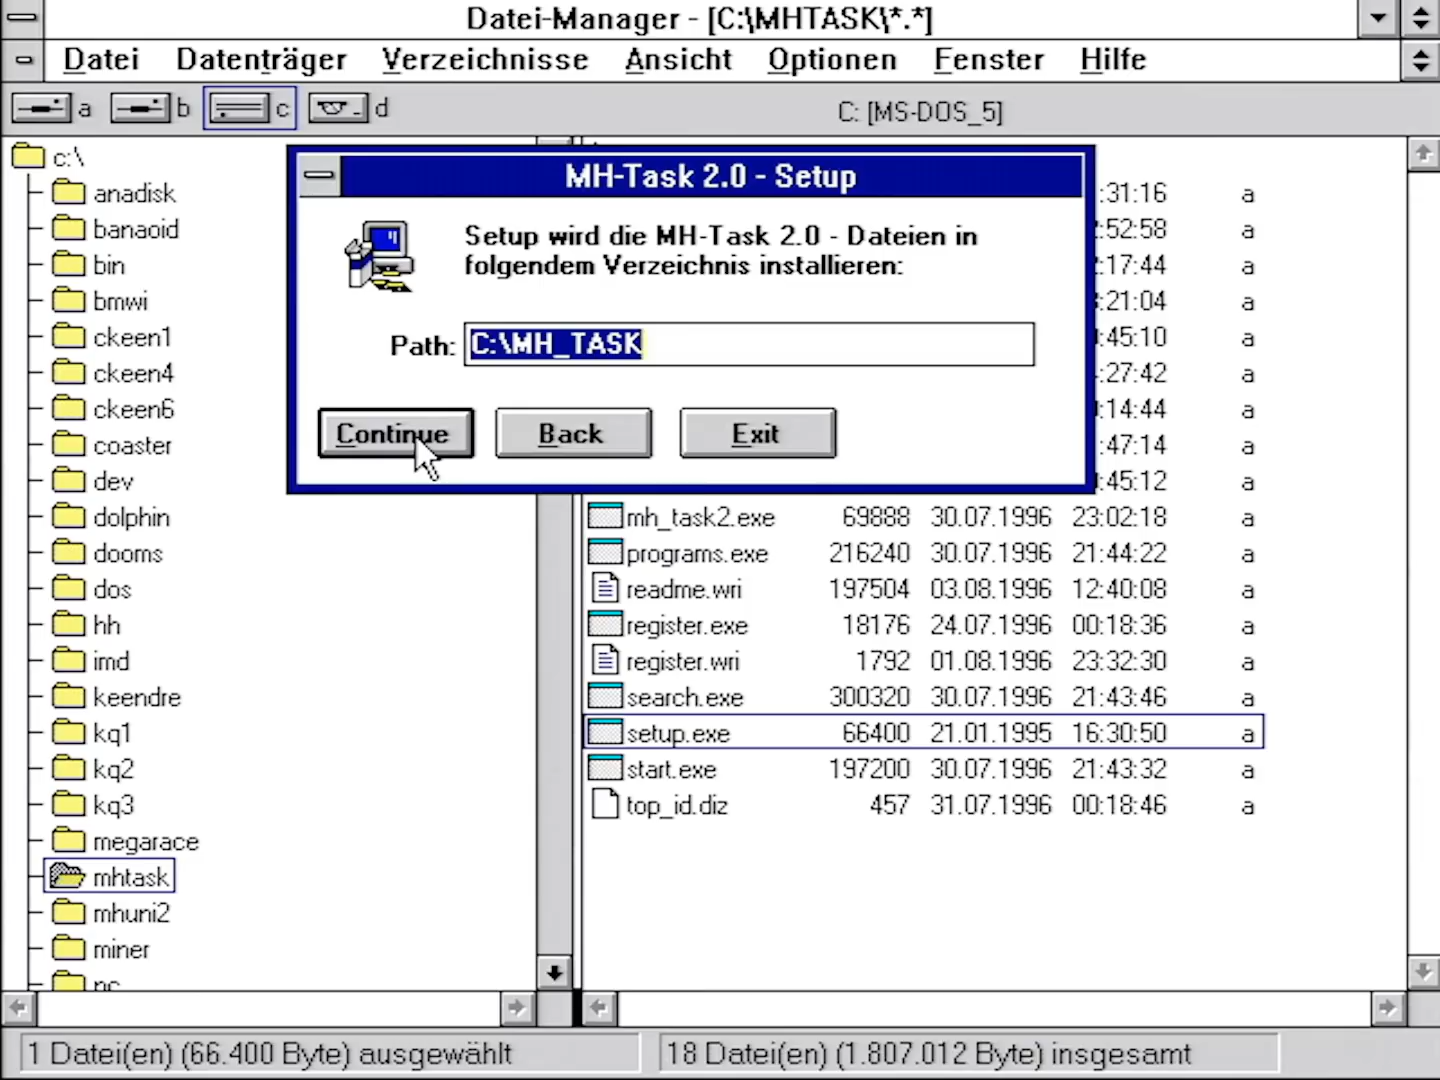 Datei-Manager - [C:\MHTASK\*.*]
Datei Datenträger Verzeichnisse Ansicht Optionen Fenster Hilfe
a b c d C: [MS-DOS_5]
c:\
anadisk
banaoid
bin
bmwi
ckeen1
ckeen4
ckeen6
coaster
dev
dolphin
dooms
dos
hh
imd
keendre
kq1
kq2
kq3
megarace
mhtask
mhuni2
miner
MH-Task 2.0 - Setup
Setup wird die MH-Task 2.0 - Dateien in
folgendem Verzeichnis installieren:
Path: C:\MH_TASK
Continue Back Exit
:31:16 a
:52:58 a
:17:44 a
:21:04 a
:45:10 a
:27:42 a
:14:44 a
:47:14 a
:45:12 a
mh_task2.exe 69888 30.07.1996 23:02:18 a
programs.exe 216240 30.07.1996 21:44:22 a
readme.wri 197504 03.08.1996 12:40:08 a
register.exe 18176 24.07.1996 00:18:36 a
register.wri 1792 01.08.1996 23:32:30 a
search.exe 300320 30.07.1996 21:43:46 a
setup.exe 66400 21.01.1995 16:30:50 a
start.exe 197200 30.07.1996 21:43:32 a
top_id.diz 457 31.07.1996 00:18:46 a
1 Datei(en) (66.400 Byte) ausgewählt
18 Datei(en) (1.807.012 Byte) insgesamt